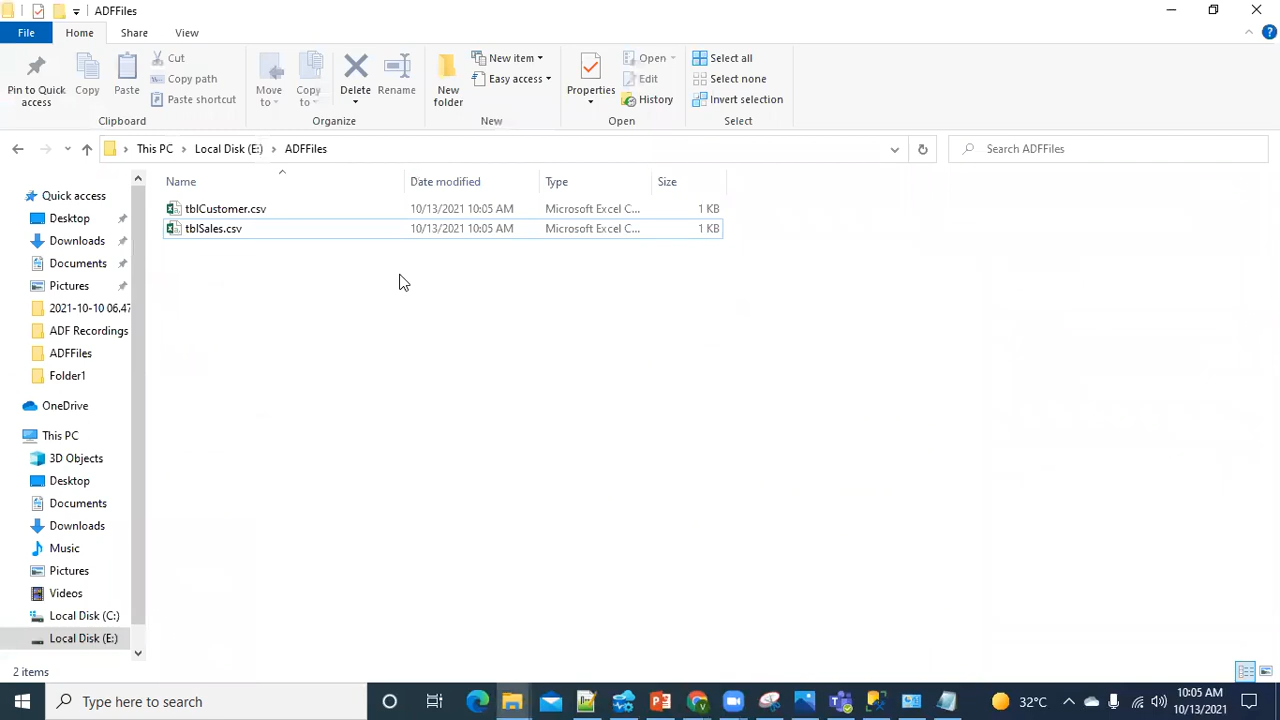 ADFFiles
File Home Share View
Pin to Quick access
Copy
Paste
Cut
Copy path
Paste shortcut
Clipboard
Move to
Copy to
Delete
Rename
Organize
New folder
New item
Easy access
New
Properties
Open
Edit
History
Open
Select all
Select none
Invert selection
Select
This PC > Local Disk (E:) > ADFFiles
Search ADFFiles
Name Date modified Type Size
tblCustomer.csv 10/13/2021 10:05 AM Microsoft Excel C... 1 KB
tblSales.csv 10/13/2021 10:05 AM Microsoft Excel C... 1 KB
Quick access
Desktop
Downloads
Documents
Pictures
2021-10-10 06.47
ADF Recordings
ADFFiles
Folder1
OneDrive
This PC
3D Objects
Desktop
Documents
Downloads
Music
Pictures
Videos
Local Disk (C:)
Local Disk (E:)
2 items
Type here to search
32°C
10:05 AM
10/13/2021